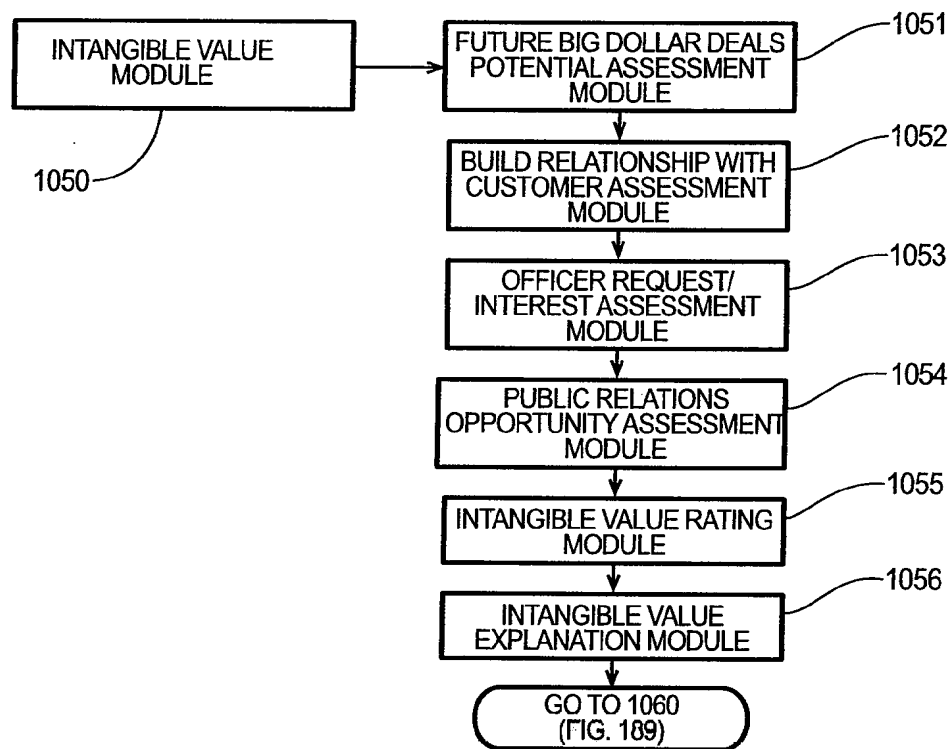 INTANGIBLE VALUE
MODULE
1050
FUTURE BIG DOLLAR DEALS
POTENTIAL ASSESSMENT
MODULE
1051
BUILD RELATIONSHIP WITH
CUSTOMER ASSESSMENT
MODULE
1052
OFFICER REQUEST/
INTEREST ASSESSMENT
MODULE
1053
PUBLIC RELATIONS
OPPORTUNITY ASSESSMENT
MODULE
1054
INTANGIBLE VALUE RATING
MODULE
1055
INTANGIBLE VALUE
EXPLANATION MODULE
1056
GO TO 1060
(FIG. 189)